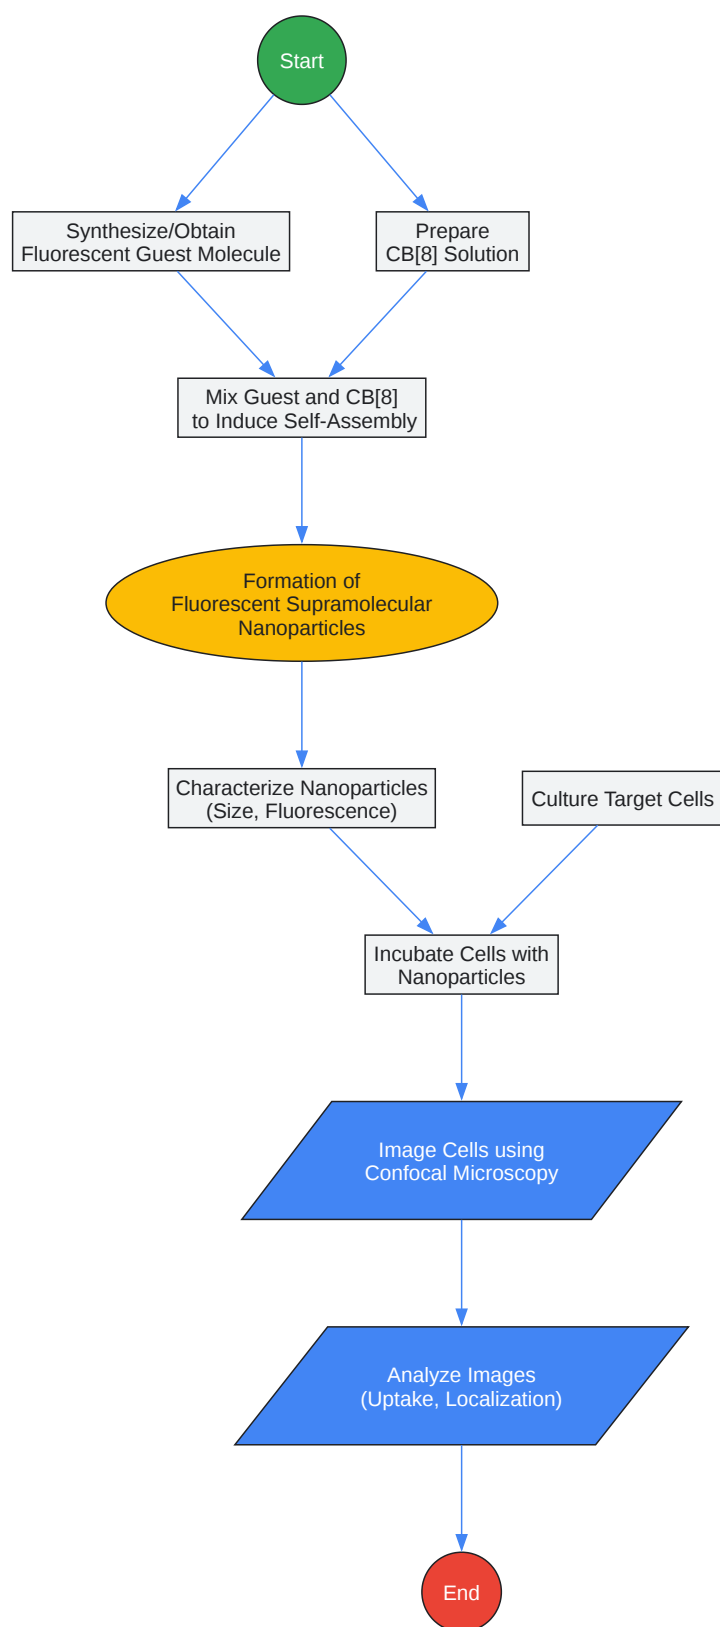 Start
Synthesize/Obtain
Fluorescent Guest Molecule
Prepare
CB[8] Solution
Mix Guest and CB[8]
to Induce Self-Assembly
Formation of
Fluorescent Supramolecular
Nanoparticles
Characterize Nanoparticles
(Size, Fluorescence)
Culture Target Cells
Incubate Cells with
Nanoparticles
Image Cells using
Confocal Microscopy
Analyze Images
(Uptake, Localization)
End